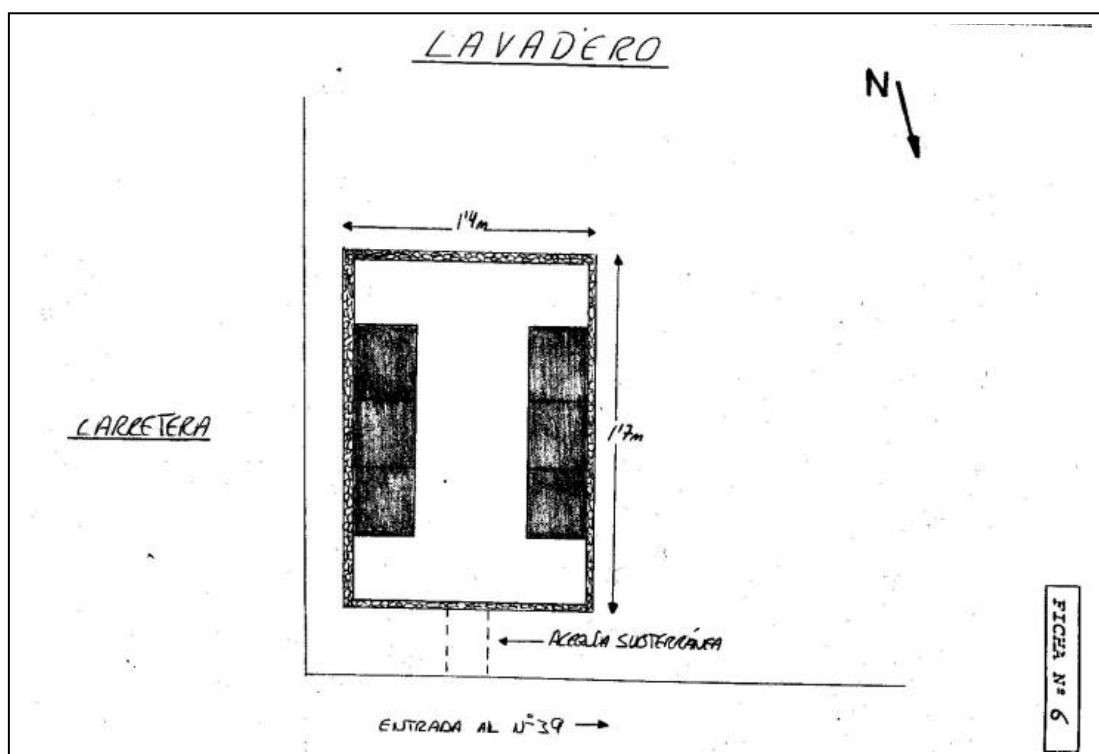 LAVADERO
N
1'4m
CARRETERA
1'7m
ACEQUIA SUBTERRÁNEA
ENTRADA AL Nº39
FICHA Nº 6